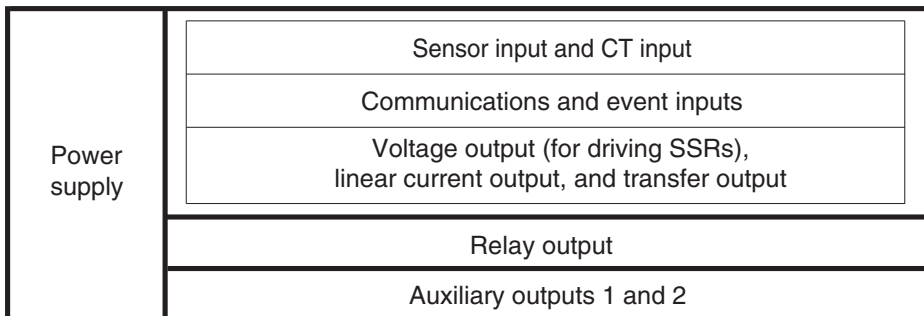 Power
supply
Sensor input and CT input
Communications and event inputs
Voltage output (for driving SSRs),
linear current output, and transfer output
Relay output
Auxiliary outputs 1 and 2